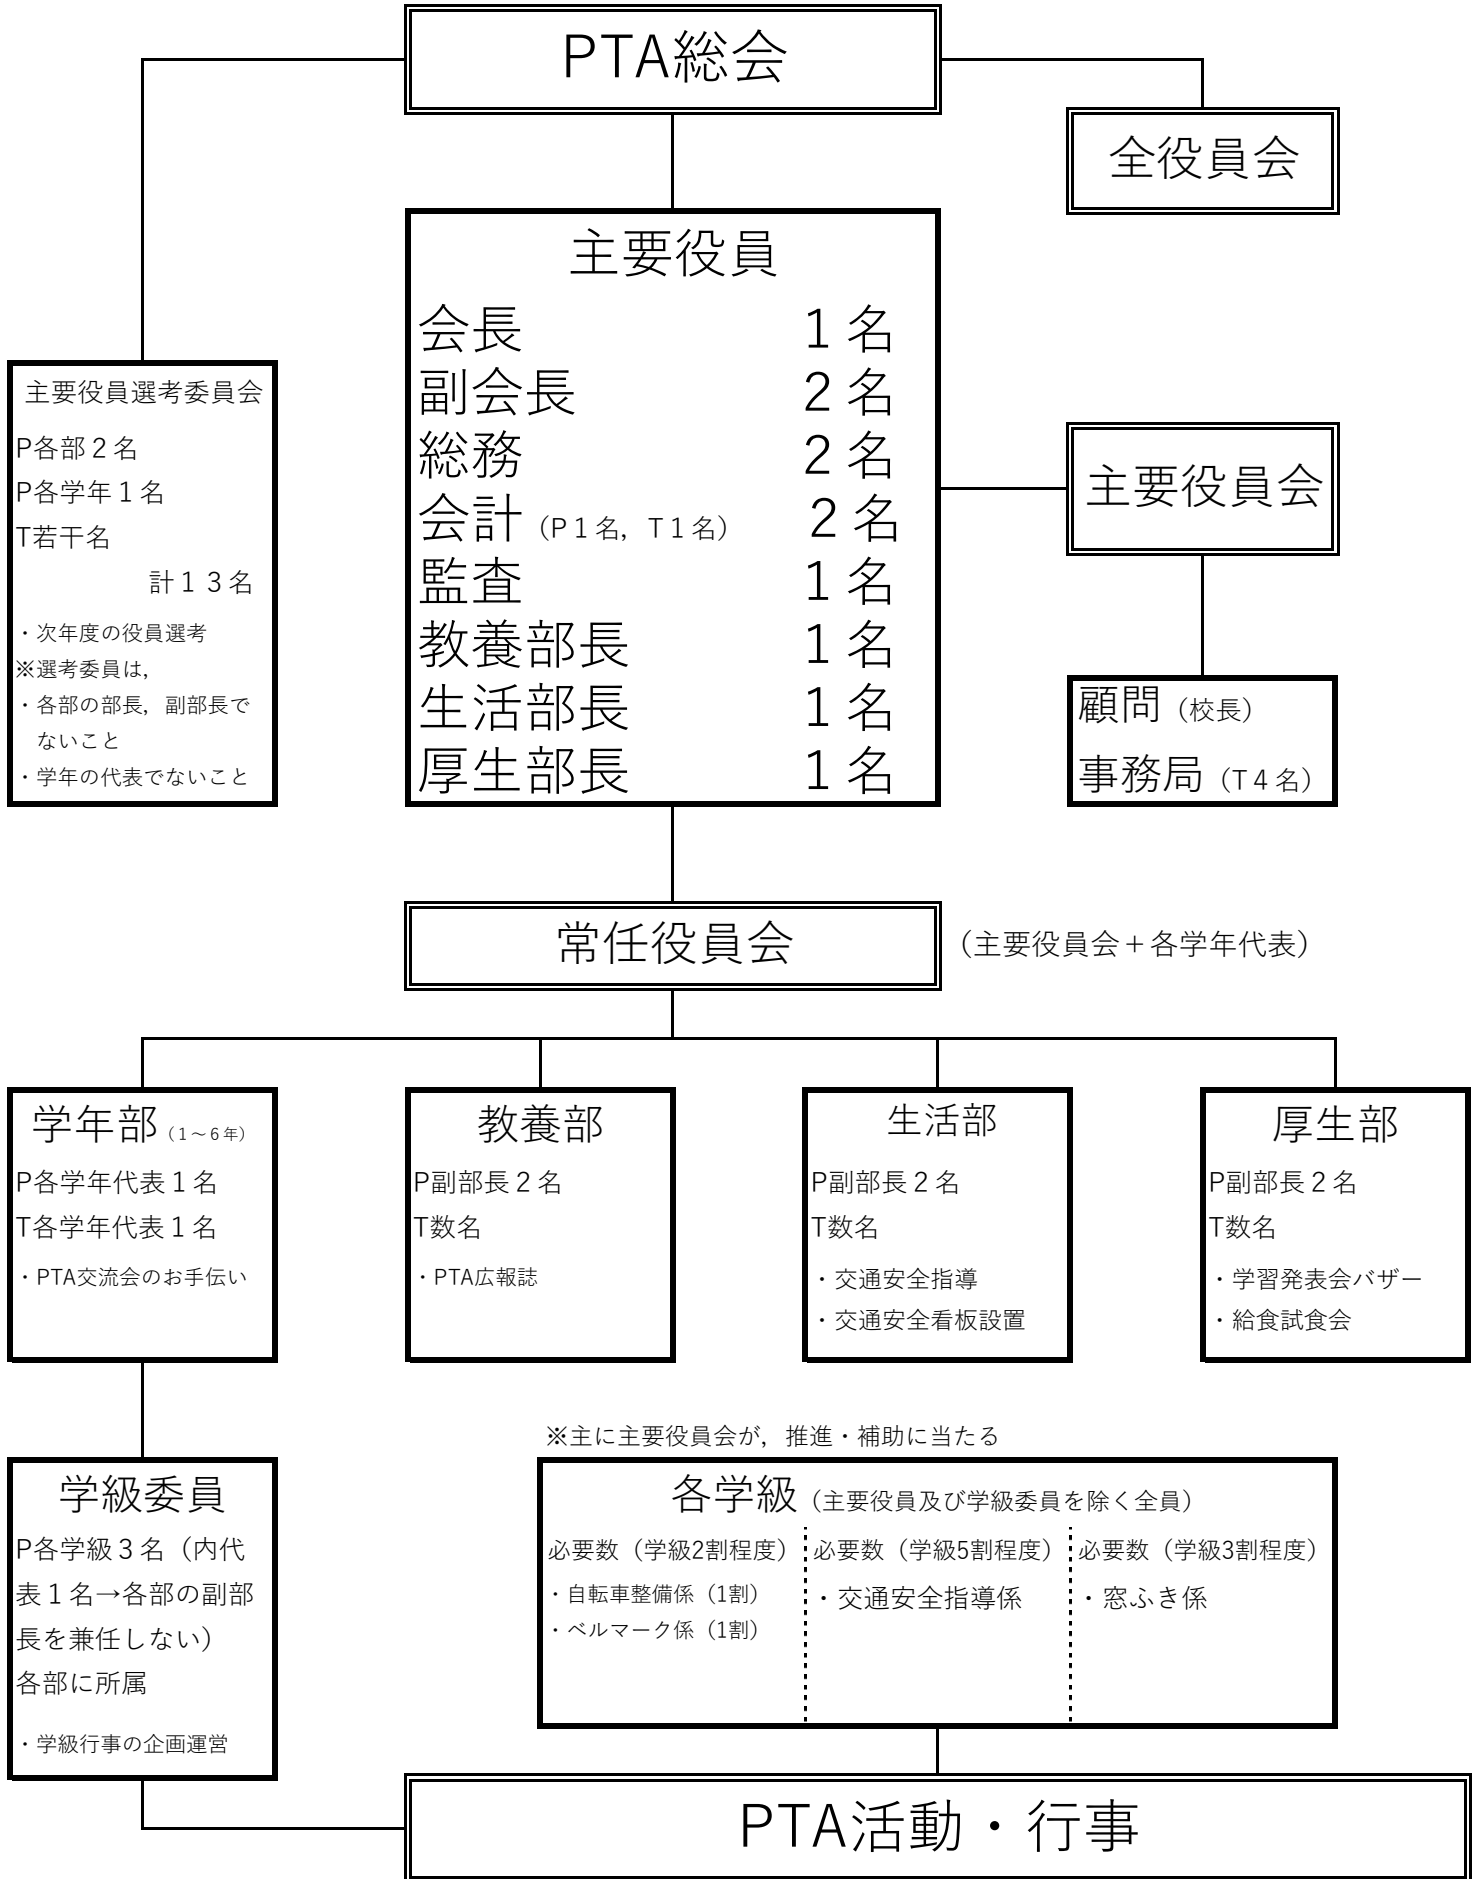 PTA総会
全役員会
主要役員
会長 1名
副会長 2名
総務 2名
会計（P1名，T1名） 2名
監査 1名
教養部長 1名
生活部長 1名
厚生部長 1名
主要役員選考委員会
P各部２名
P各学年１名
T若干名
計１３名
・次年度の役員選考
※選考委員は，
・各部の部長，副部長で
ないこと
・学年の代表でないこと
主要役員会
顧問（校長）
事務局（T４名）
常任役員会
（主要役員会＋各学年代表）
学年部（1～6年）
P各学年代表１名
T各学年代表１名
・PTA交流会のお手伝い
教養部
P副部長２名
T数名
・PTA広報誌
生活部
P副部長２名
T数名
・交通安全指導
・交通安全看板設置
厚生部
P副部長２名
T数名
・学習発表会バザー
・給食試食会
学級委員
P各学級３名（内代
表１名→各部の副部
長を兼任しない）
各部に所属
・学級行事の企画運営
※主に主要役員会が，推進・補助に当たる
各学級（主要役員及び学級委員を除く全員）
必要数（学級2割程度）
・自転車整備係（1割）
・ベルマーク係（1割）
必要数（学級5割程度）
・交通安全指導係
必要数（学級3割程度）
・窓ふき係
PTA活動・行事